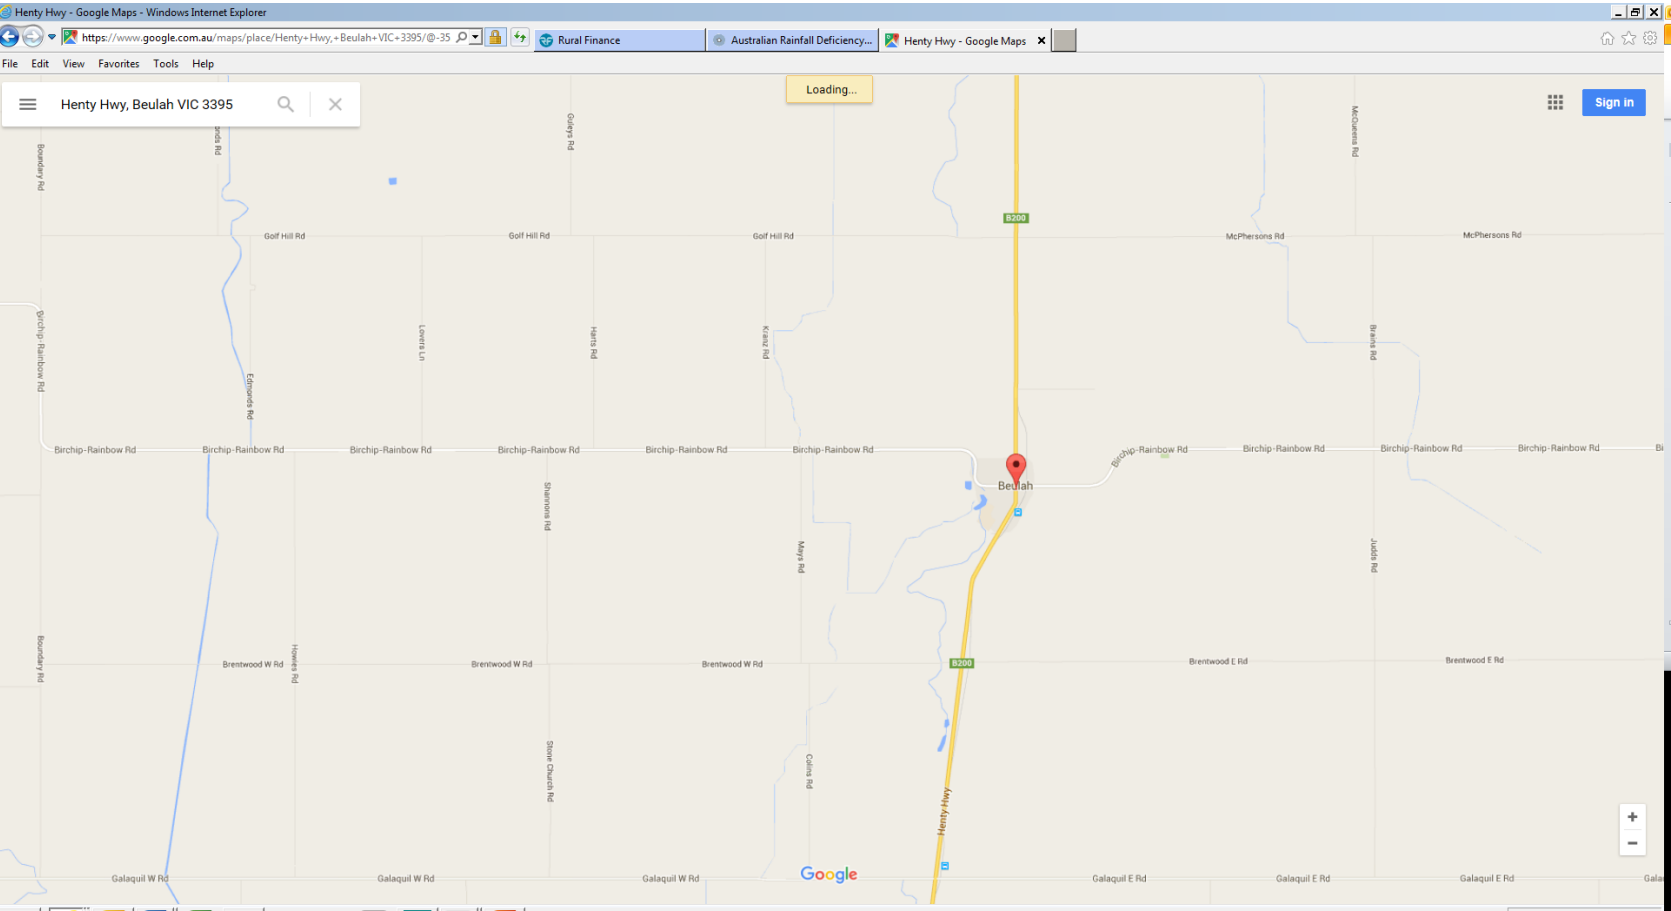 Henty Hwy - Google Maps - Windows Internet Explorer
https://www.google.com.au/maps/place/Henty+Hwy,+Beulah+VIC+3395/@-35
Rural Finance
Australian Rainfall Deficiency...
Henty Hwy - Google Maps
File Edit View Favorites Tools Help
Loading...
Henty Hwy, Beulah VIC 3395
Sign in
Boundary Rd
Guleys Rd
McQueens Rd
B200
Golf Hill Rd Golf Hill Rd Golf Hill Rd McPhersons Rd McPhersons Rd
Birchip-Rainbow Rd
Lovers Ln
Harts Rd
Kranz Rd
Brains Rd
Edmonds Rd
Birchip-Rainbow Rd Birchip-Rainbow Rd Birchip-Rainbow Rd Birchip-Rainbow Rd Birchip-Rainbow Rd Birchip-Rainbow Rd Birchip-Rainbow Rd Birchip-Rainbow Rd Birchip-Rainbow Rd Birchip-Rainbow Rd
Beulah
Shannons Rd
Mays Rd
Judds Rd
Boundary Rd
Howies Rd
Brentwood W Rd Brentwood W Rd Brentwood W Rd B200 Brentwood E Rd Brentwood E Rd
Stone Church Rd
Colins Rd
Henty Hwy
Google
Galaquil W Rd Galaquil W Rd Galaquil W Rd Galaquil E Rd Galaquil E Rd Galaquil E Rd